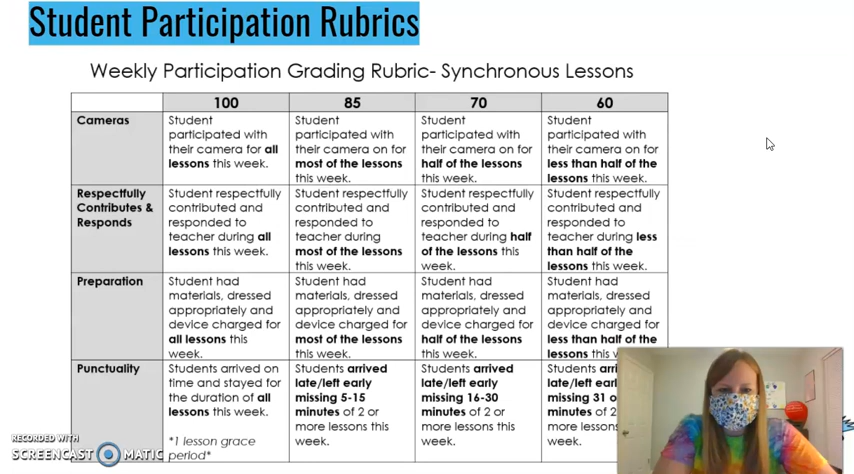 Student Participation Rubrics
Weekly Participation Grading Rubric- Synchronous Lessons
100
85
70
60
Cameras
Student
participated with
their camera for all
lessons this week.
Student
participated with
their camera on for
most of the lessons
this week.
Student
participated with
their camera on for
half of the lessons
this week.
Student
participated with
their camera on for
less than half of the
lessons this week.
Respectfully
Contributes &
Responds
Student respectfully
contributed and
responded to
teacher during all
lessons this week.
Student respectfully
contributed and
responded to
teacher during
most of the lessons
this week.
Student respectfully
contributed and
responded to
teacher during half
of the lessons this
week.
Student respectfully
contributed and
responded to
teacher during less
than half of the
lessons this week.
Preparation
Student had
materials, dressed
appropriately and
device charged for
all lessons this
week.
Student had
materials, dressed
appropriately and
device charged for
most of the lessons
this week.
Student had
materials, dressed
appropriately and
device charged for
half of the lessons
this week.
Student had
materials, dressed
appropriately and
device charged for
less than half of the
lessons this
Punctuality
Students arrived on
time and stayed for
the duration of all
lessons this week.
*1 lesson grace
period*
Students arrived
late/left early
missing 5-15
minutes of 2 or
more lessons this
week.
Students arrived
late/left early
missing 16-30
minutes of 2 or
more lessons this
week.
Students
late/left
missing 31
minutes of 2
more lessons
week.
RECORDED WITH
SCREENCAST MATIC